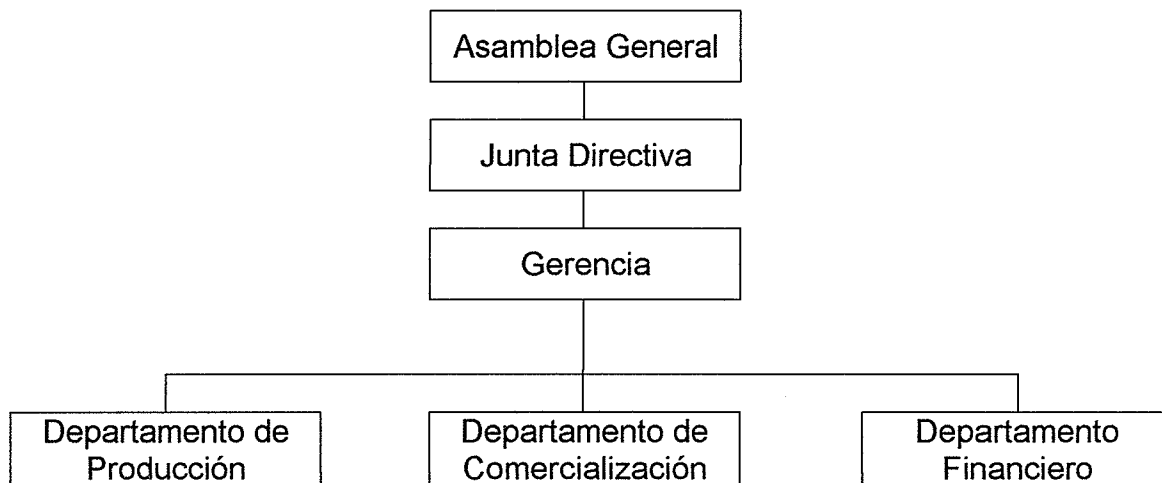 Asamblea General
Junta Directiva
Gerencia
Departamento de
Producción
Departamento de
Comercialización
Departamento
Financiero